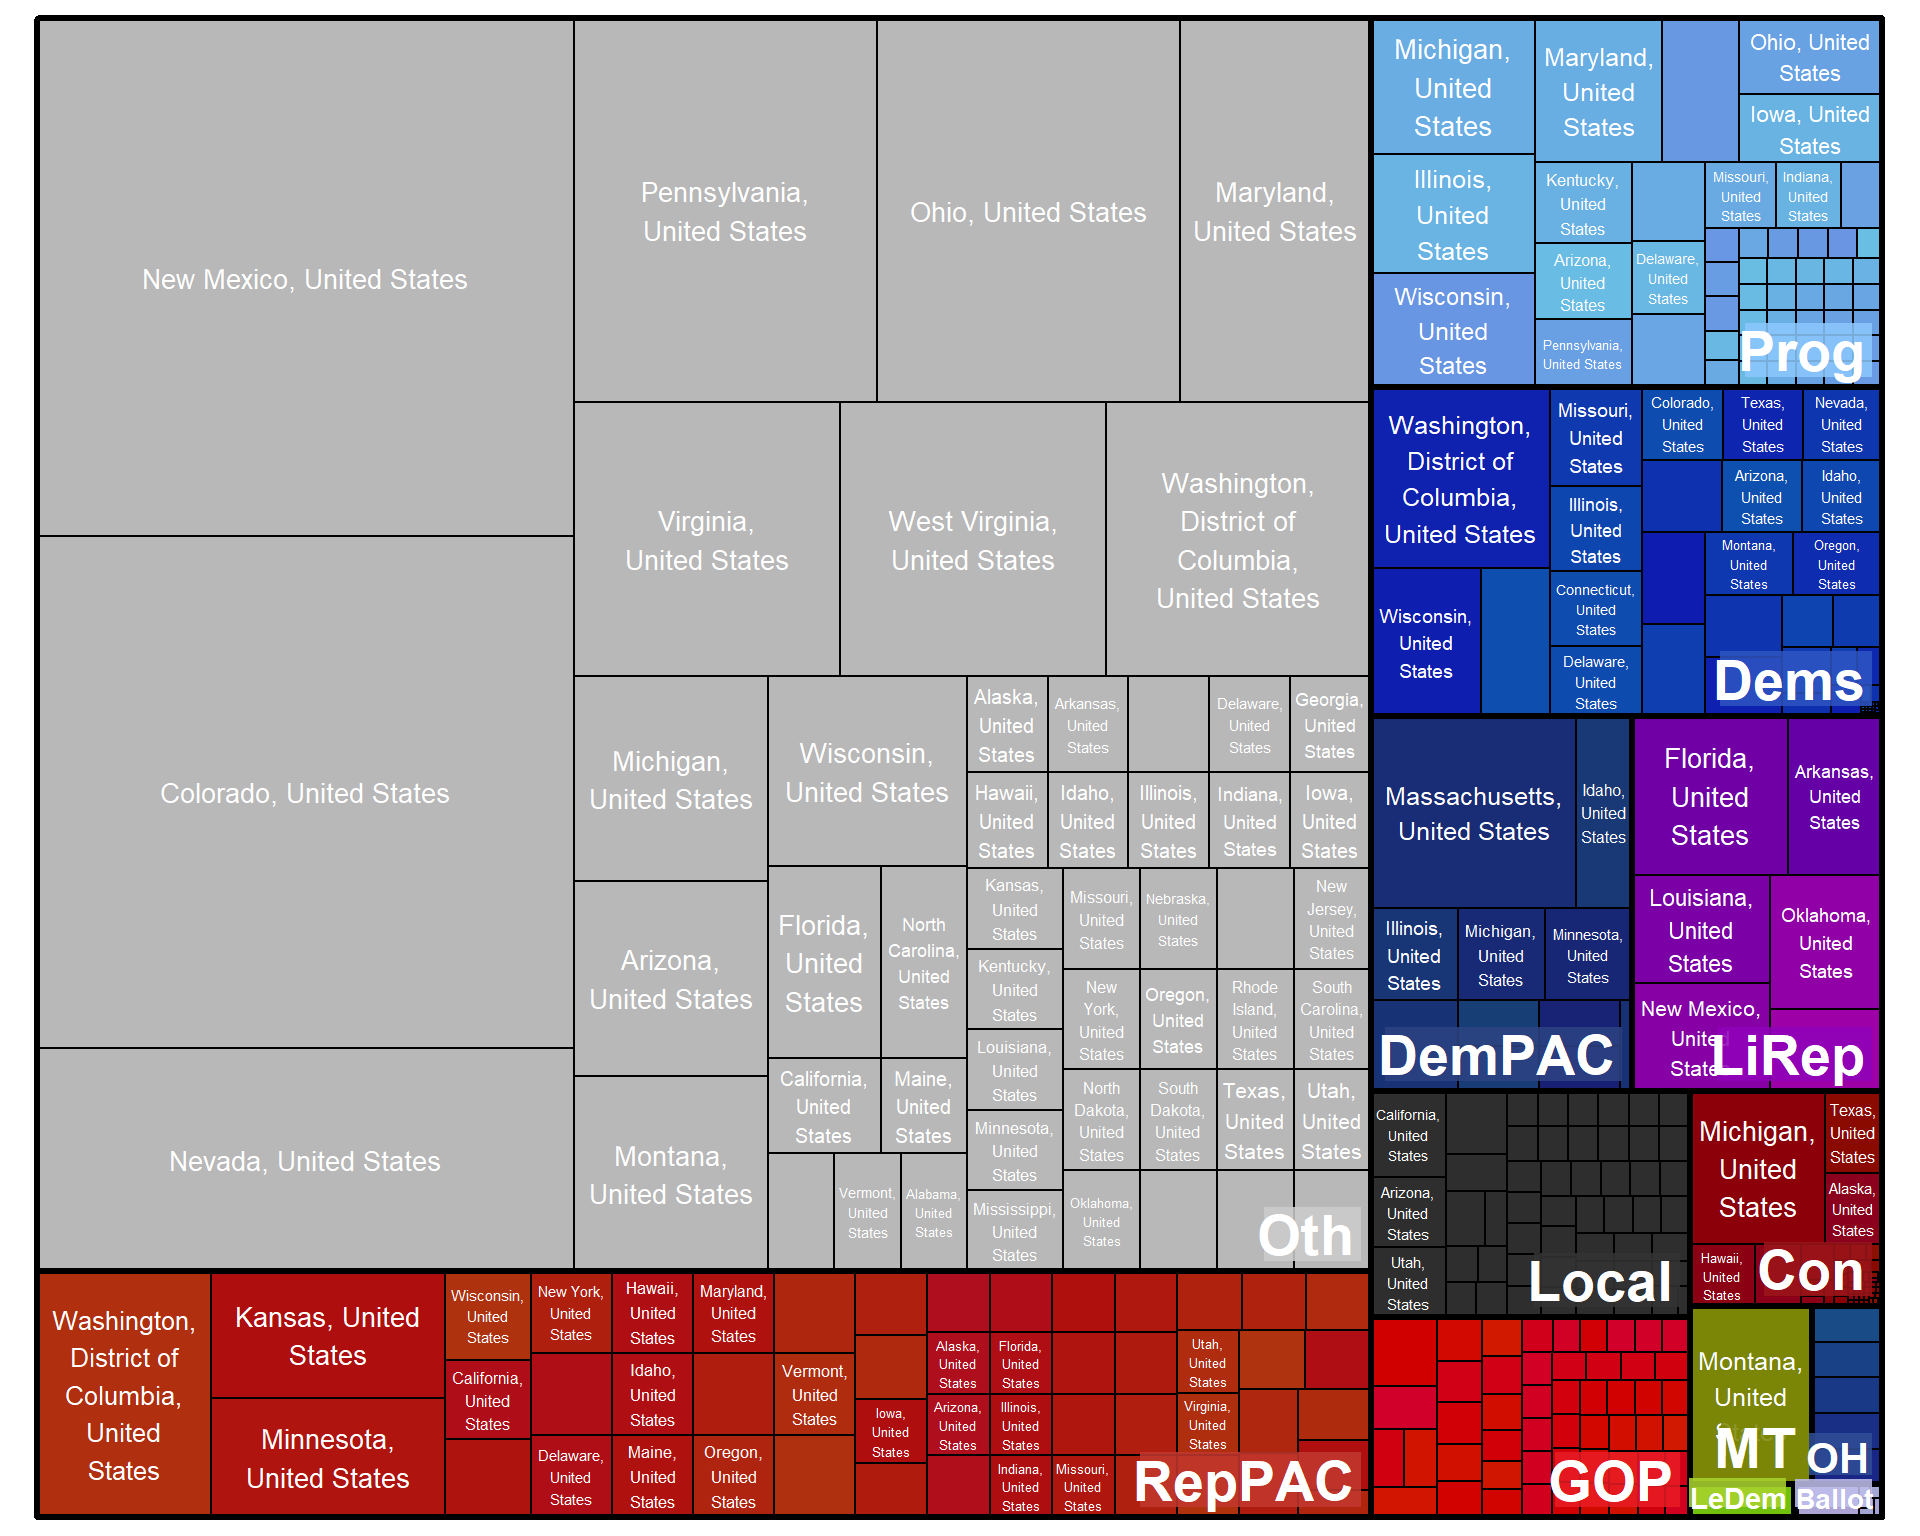 New Mexico, United States
Colorado, United States
Nevada, United States
Pennsylvania,
United States
Ohio, United States
Maryland,
United States
Virginia,
United States
West Virginia,
United States
Washington,
District of
Columbia,
United States
Michigan,
United States
Arizona,
United States
Montana,
United States
Wisconsin,
United States
Florida,
United
States
North
Carolina,
United
States
California,
United
States
Maine,
United
States
Vermont,
United
States
Alabama,
United
States
Alaska,
United
States
Arkansas,
United
States
Delaware,
United
States
Georgia,
United
States
Hawaii,
United
States
Idaho,
United
States
Illinois,
United
States
Indiana,
United
States
Iowa,
United
States
Kansas,
United
States
Kentucky,
United
States
Louisiana,
United
States
Minnesota,
United
States
Mississippi,
United
States
Missouri,
United
States
Nebraska,
United
States
New
Jersey,
United
States
New
York,
United
States
Oregon,
United
States
Rhode
Island,
United
States
South
Carolina,
United
States
North
Dakota,
United
States
South
Dakota,
United
States
Texas,
United
States
Utah,
United
States
Oklahoma,
United
States
Oth
Michigan,
United
States
Illinois,
United
States
Wisconsin,
United
States
Maryland,
United
States
Ohio, United
States
Iowa, United
States
Kentucky,
United
States
Arizona,
United
States
Pennsylvania,
United States
Delaware,
United
States
Missouri,
United
States
Indiana,
United
States
Prog
Washington,
District of
Columbia,
United States
Wisconsin,
United
States
Missouri,
United
States
Illinois,
United
States
Connecticut,
United
States
Delaware,
United
States
Colorado,
United
States
Texas,
United
States
Nevada,
United
States
Arizona,
United
States
Idaho,
United
States
Montana,
United
States
Oregon,
United
States
Dems
Massachusetts,
United States
Idaho,
United
States
Illinois,
United
States
Michigan,
United
States
Minnesota,
United
States
DemPAC
Florida,
United
States
Arkansas,
United
States
Louisiana,
United
States
Oklahoma,
United
States
New Mexico,
United
States
LiRep
California,
United
States
Arizona,
United
States
Utah,
United
States
Local
Michigan,
United
States
Texas,
United
States
Alaska,
United
States
Hawaii,
United
States
Con
Washington,
District of
Columbia,
United
States
Kansas, United
States
Minnesota,
United States
Wisconsin,
United
States
California,
United
States
New York,
United
States
Delaware,
United
States
Hawaii,
United
States
Idaho,
United
States
Maine,
United
States
Maryland,
United
States
Oregon,
United
States
Vermont,
United
States
Iowa,
United
States
Alaska,
United
States
Arizona,
United
States
Florida,
United
States
Illinois,
United
States
Indiana,
United
States
Missouri,
United
States
Utah,
United
States
Virginia,
United
States
RepPAC
GOP
Montana,
United
States
MT
OH
LeDem
Ballot